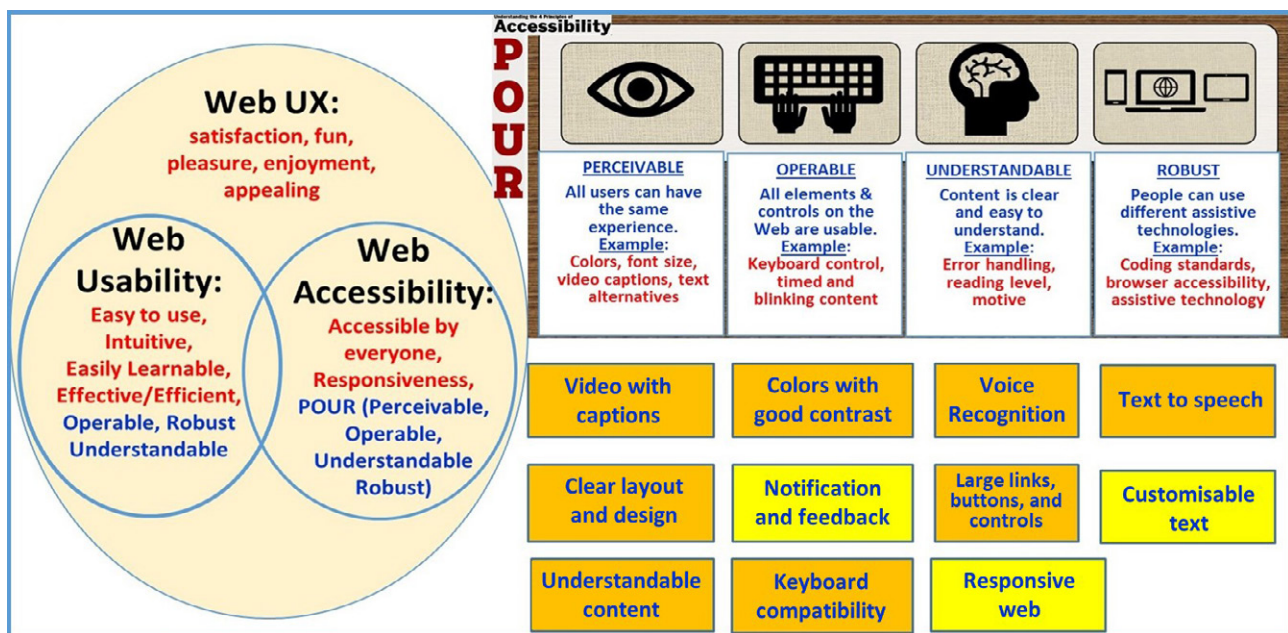 Web UX:
satisfaction, fun,
pleasure, enjoyment,
appealing
Web
Usability:
Easy to use,
Intuitive,
Easily Learnable,
Effective/Efficient,
Operable, Robust
Understandable
Web
Accessibility:
Accessible by
everyone,
Responsiveness,
POUR (Perceivable,
Operable,
Understandable
Robust)
Understanding the 4 Principles of
Accessibility
P
O
U
R
PERCEIVABLE
All users can have
the same
experience.
Example:
Colors, font size,
video captions, text
alternatives
OPERABLE
All elements &
controls on the
Web are usable.
Example:
Keyboard control,
timed and
blinking content
UNDERSTANDABLE
Content is clear
and easy to
understand.
Example:
Error handling,
reading level,
motive
ROBUST
People can use
different assistive
technologies.
Example:
Coding standards,
browser accessibility,
assistive technology
Video with
captions
Colors with
good contrast
Voice
Recognition
Text to speech
Clear layout
and design
Notification
and feedback
Large links,
buttons, and
controls
Customisable
text
Understandable
content
Keyboard
compatibility
Responsive
web